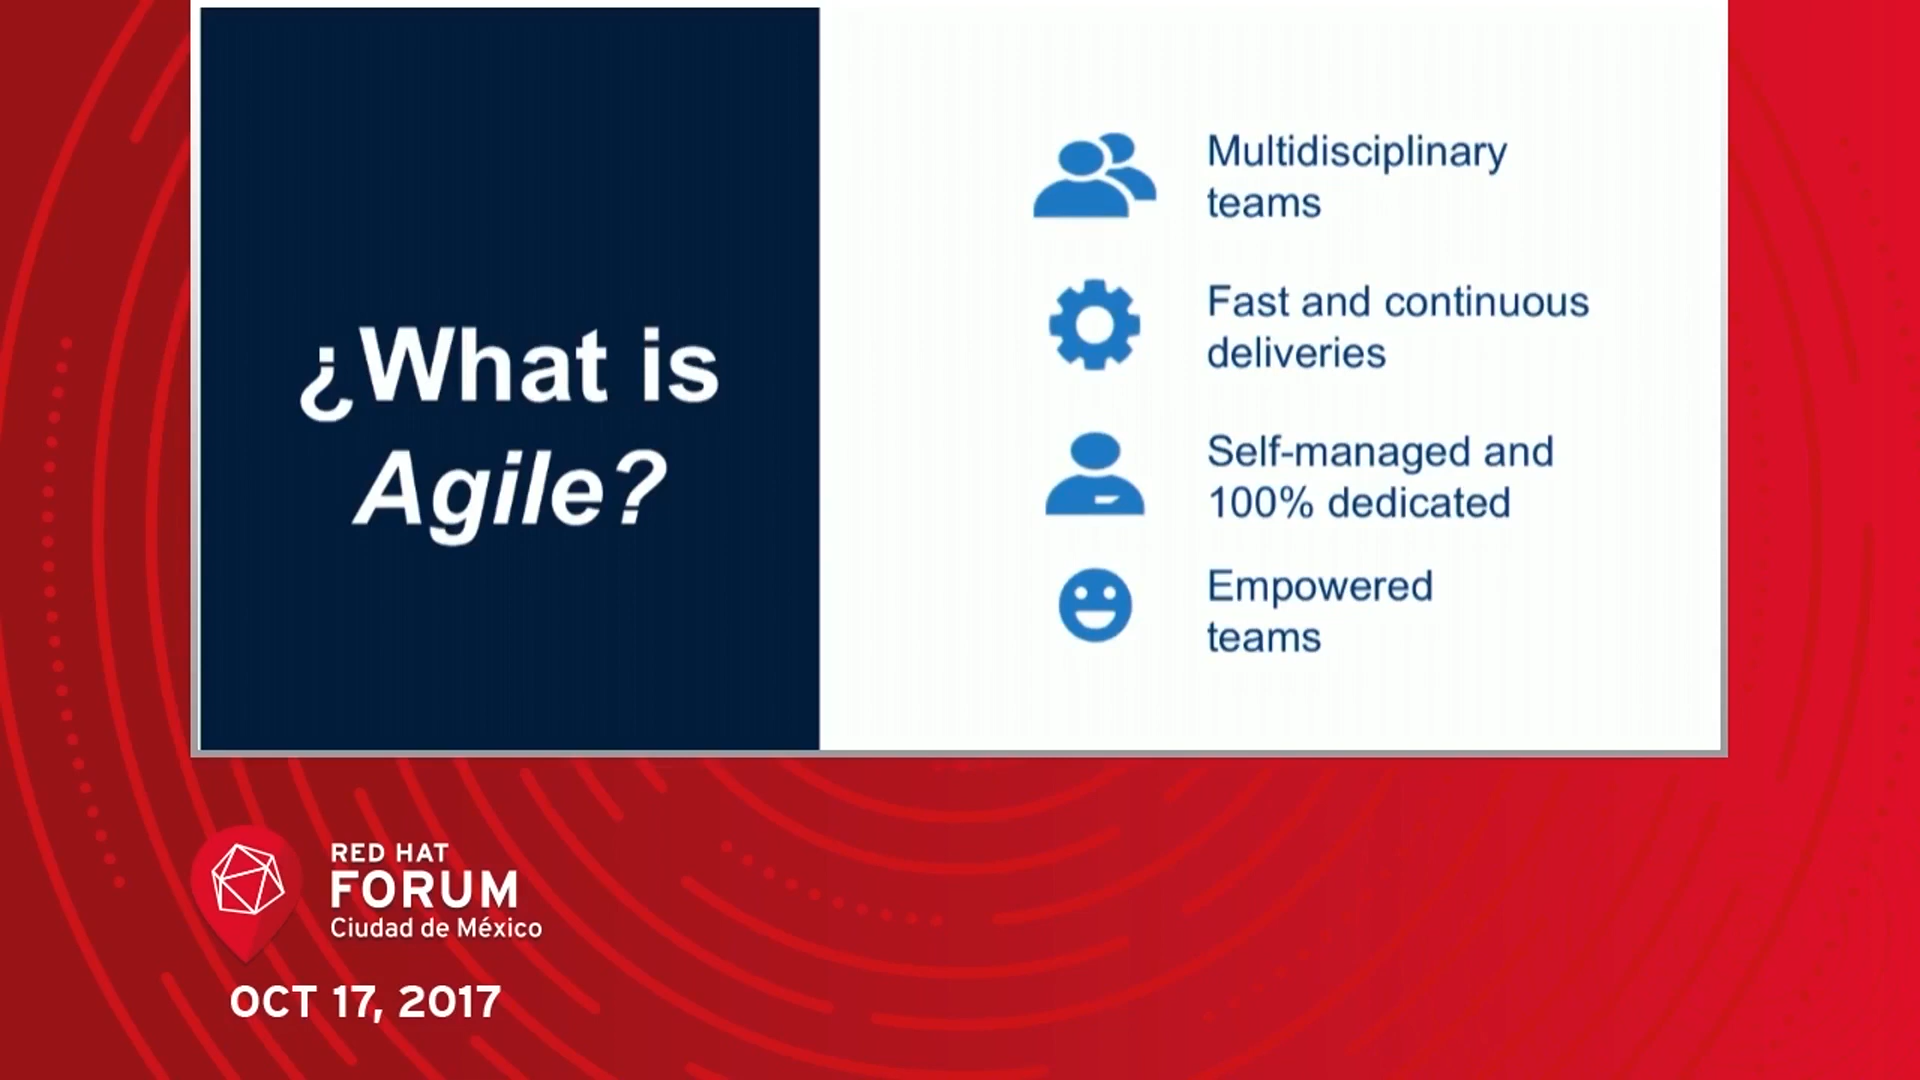 ¿What is
Agile?
Multidisciplinary
teams
Fast and continuous
deliveries
Self-managed and
100% dedicated
Empowered
teams
RED HAT
FORUM
Ciudad de México
OCT 17, 2017